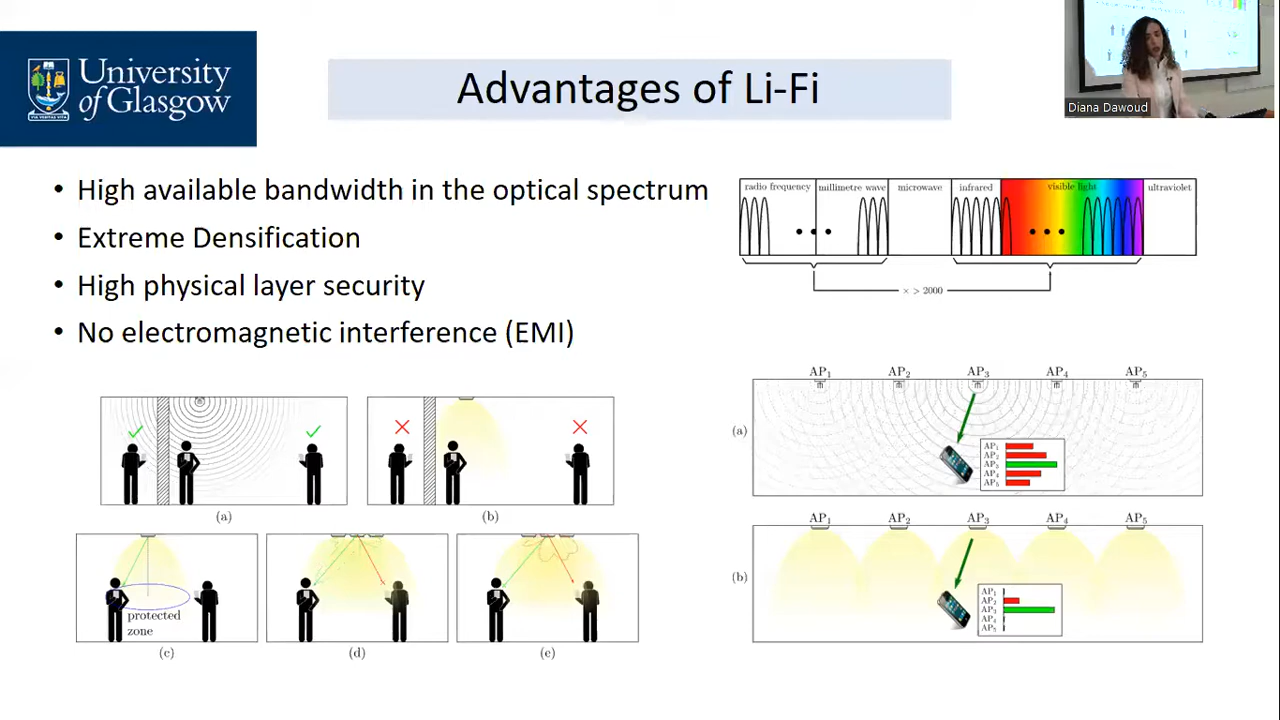 University
of Glasgow
VIA VERITAS VITA
Advantages of Li-Fi
Diana Dawoud
• High available bandwidth in the optical spectrum
• Extreme Densification
• High physical layer security
• No electromagnetic interference (EMI)
radio frequency millimetre wave microwave infrared visible light ultraviolet
× > 2000
(a)
(b)
protected
zone
(c)
(d)
(e)
AP1 AP2 AP3 AP4 AP5
(a)
AP1
AP2
AP3
AP4
AP5
AP1 AP2 AP3 AP4 AP5
(b)
AP1
AP2
AP3
AP4
AP5